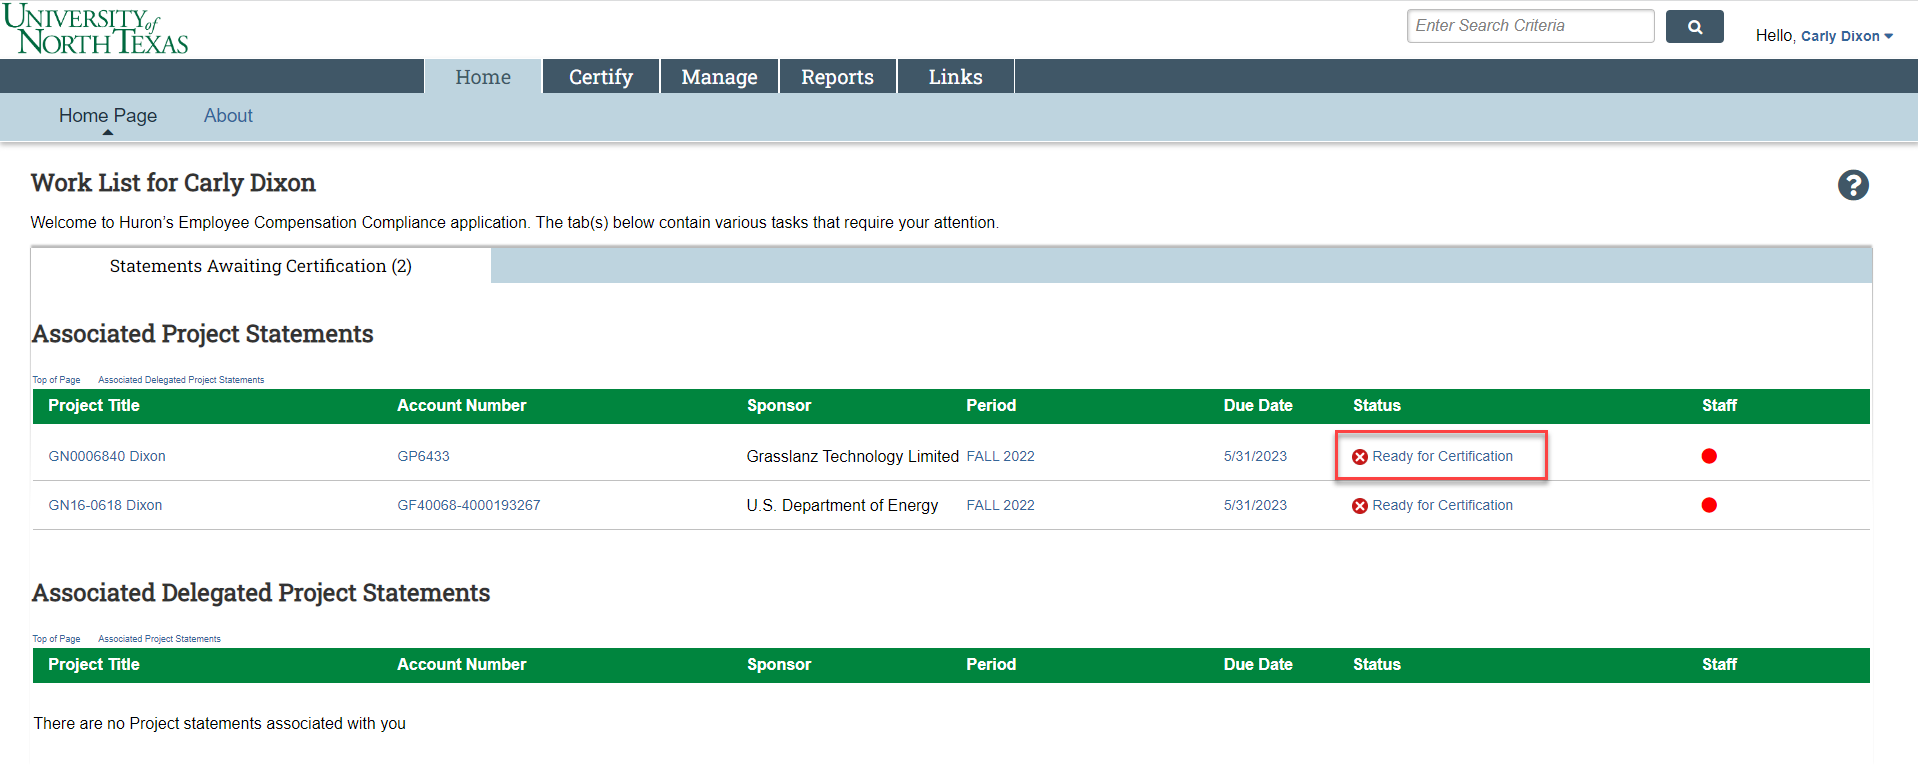 UNIVERSITY of
NORTH TEXAS
Enter Search Criteria
Hello, Carly Dixon
Home Certify Manage Reports Links
Home Page About
Work List for Carly Dixon
?
Welcome to Huron's Employee Compensation Compliance application. The tab(s) below contain various tasks that require your attention.
Statements Awaiting Certification (2)
Associated Project Statements
Top of Page Associated Delegated Project Statements
Project Title Account Number Sponsor Period Due Date Status Staff
GN0006840 Dixon GP6433 Grasslanz Technology Limited FALL 2022 5/31/2023 Ready for Certification
GN16-0618 Dixon GF40068-4000193267 U.S. Department of Energy FALL 2022 5/31/2023 Ready for Certification
Associated Delegated Project Statements
Top of Page Associated Project Statements
Project Title Account Number Sponsor Period Due Date Status Staff
There are no Project statements associated with you